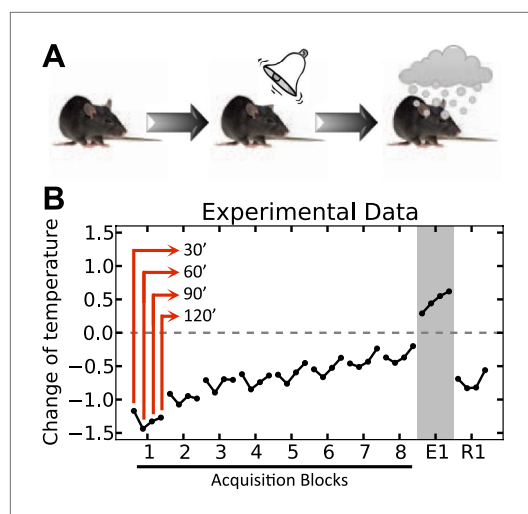 A
B
Experimental Data
Change of temperature
1.5
1.0
0.5
0.0
−0.5
−1.0
−1.5
30′
60′
90′
120′
1 2 3 4 5 6 7 8 E1 R1
Acquisition Blocks